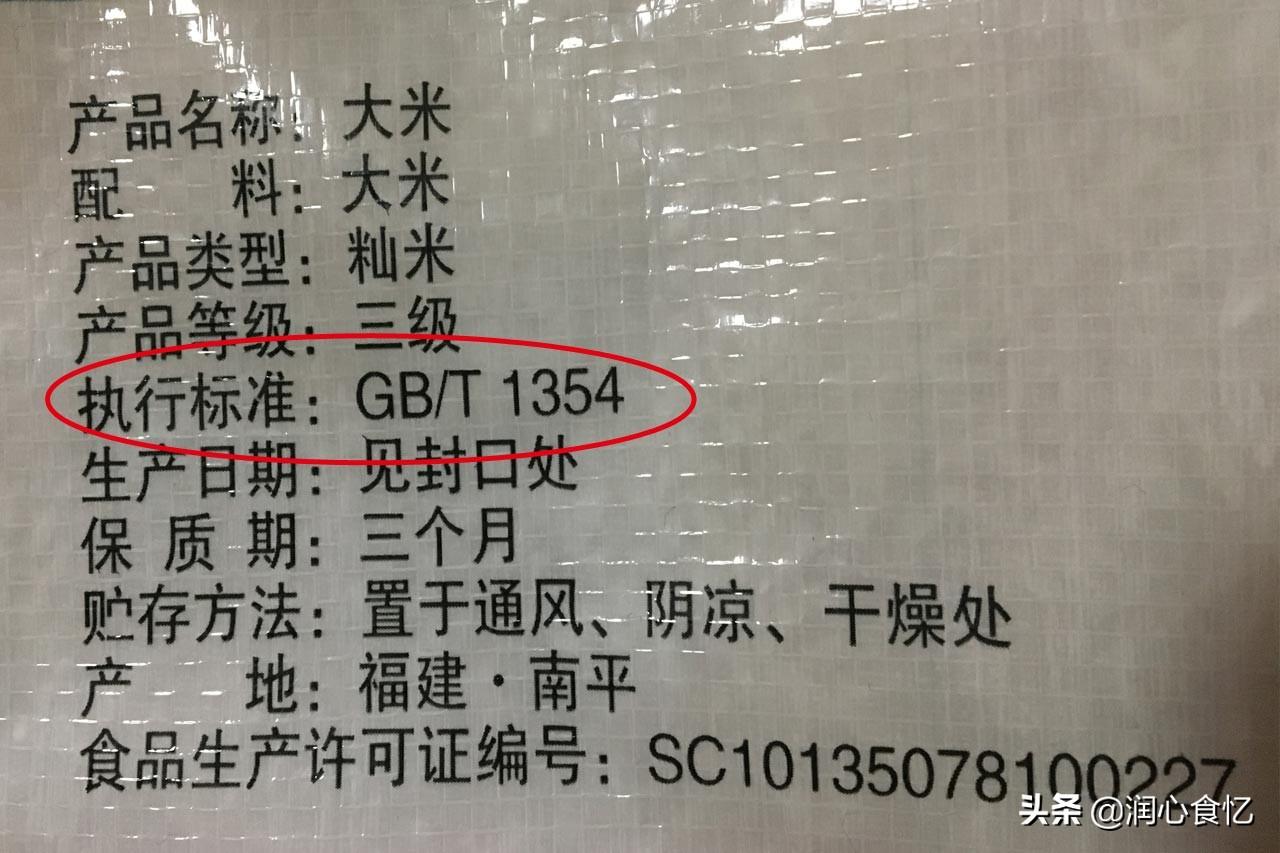 产品名称：大米
配料：大米
产品类型：籼米
产品等级：三级
执行标准：GB/T 1354
生产日期：见封口处
保质期：三个月
贮存方法：置于通风、阴凉、干燥处
产地：福建·南平
食品生产许可证编号：SC10135078100227
头条 @润心食忆